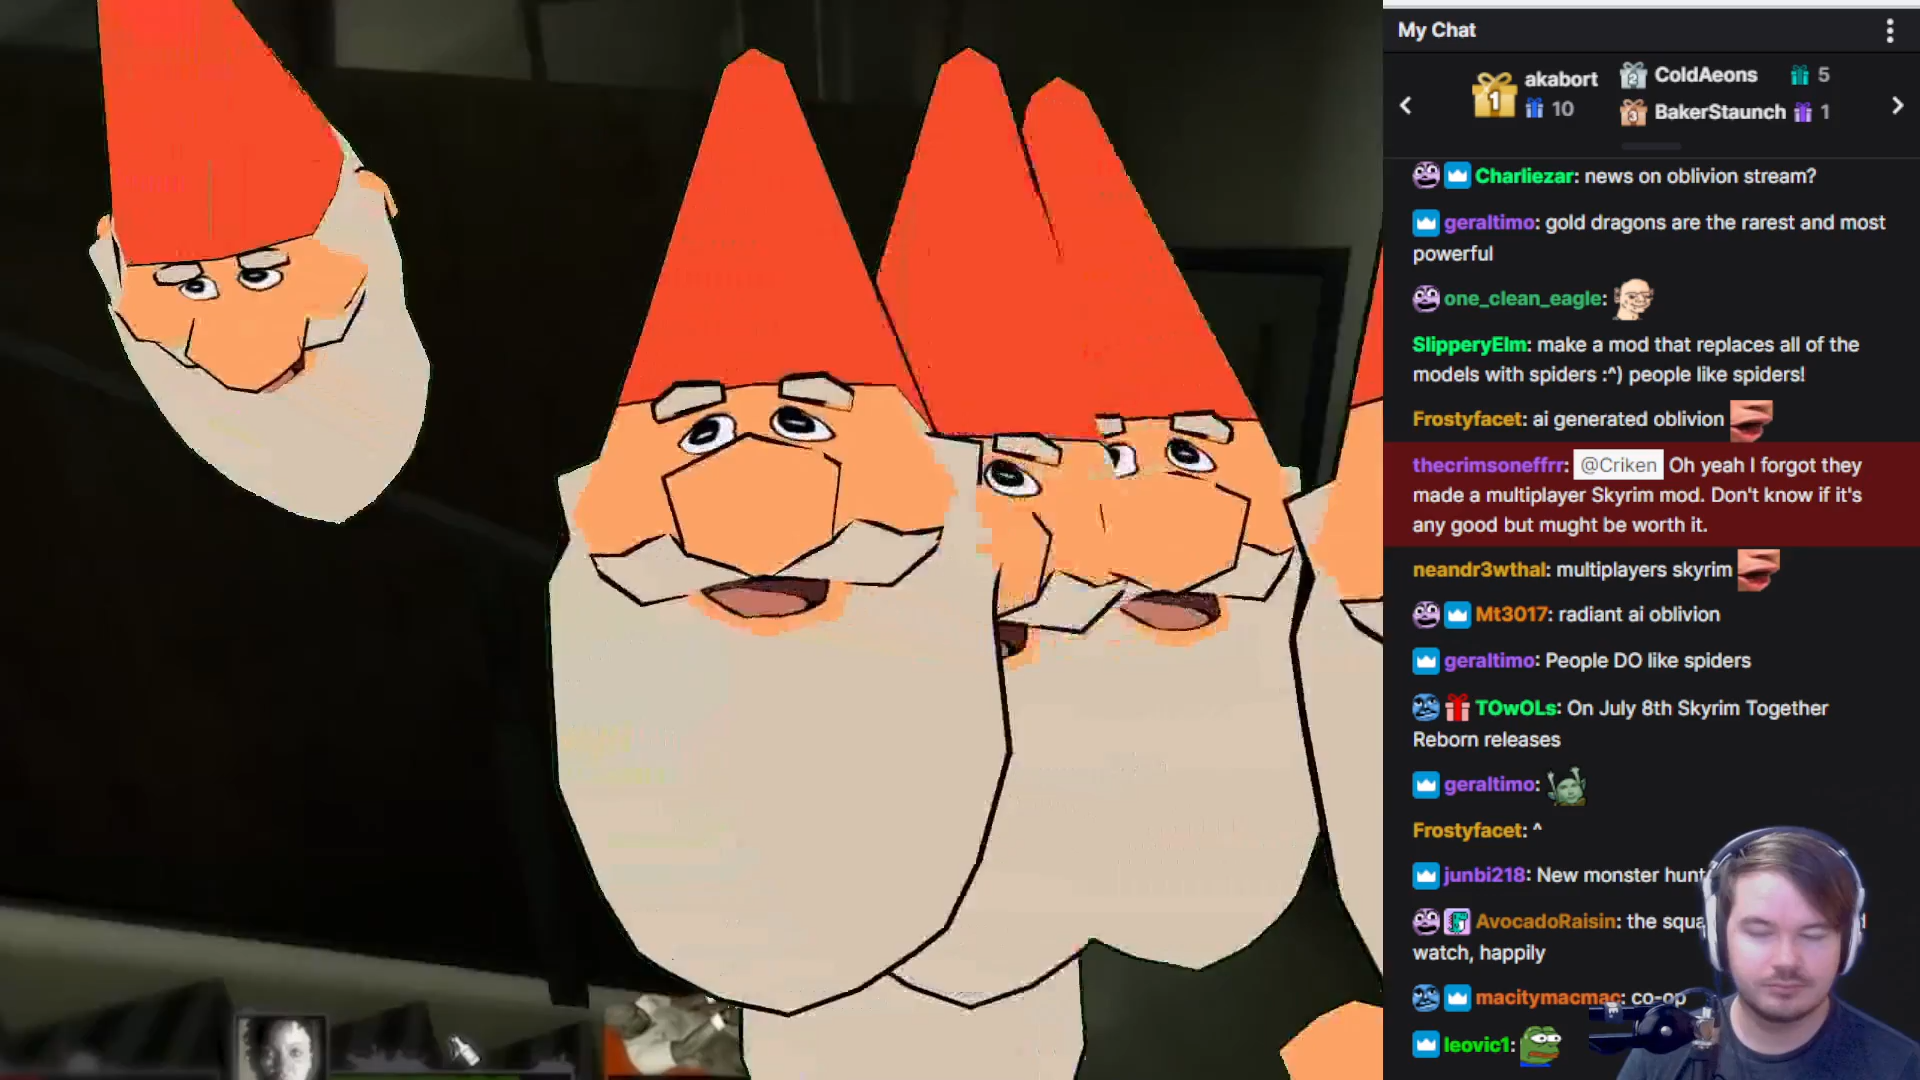 My Chat
akabort
10
ColdAeons 5
BakerStaunch 1
1
2
3
Charliezar: news on oblivion stream?
geraltimo: gold dragons are the rarest and most
powerful
one_clean_eagle:
SlipperyElm: make a mod that replaces all of the
models with spiders :^) people like spiders!
Frostyfacet: ai generated oblivion
thecrimsoneffrr: @Criken Oh yeah I forgot they
made a multiplayer Skyrim mod. Don't know if it's
any good but mught be worth it.
neandr3wthal: multiplayers skyrim
Mt3017: radiant ai oblivion
geraltimo: People DO like spiders
TOwOLs: On July 8th Skyrim Together
Reborn releases
geraltimo:
Frostyfacet: ^
junbi218: New monster hunt
AvocadoRaisin: the squa
watch, happily
macitymacmac: co-op
leovic1: